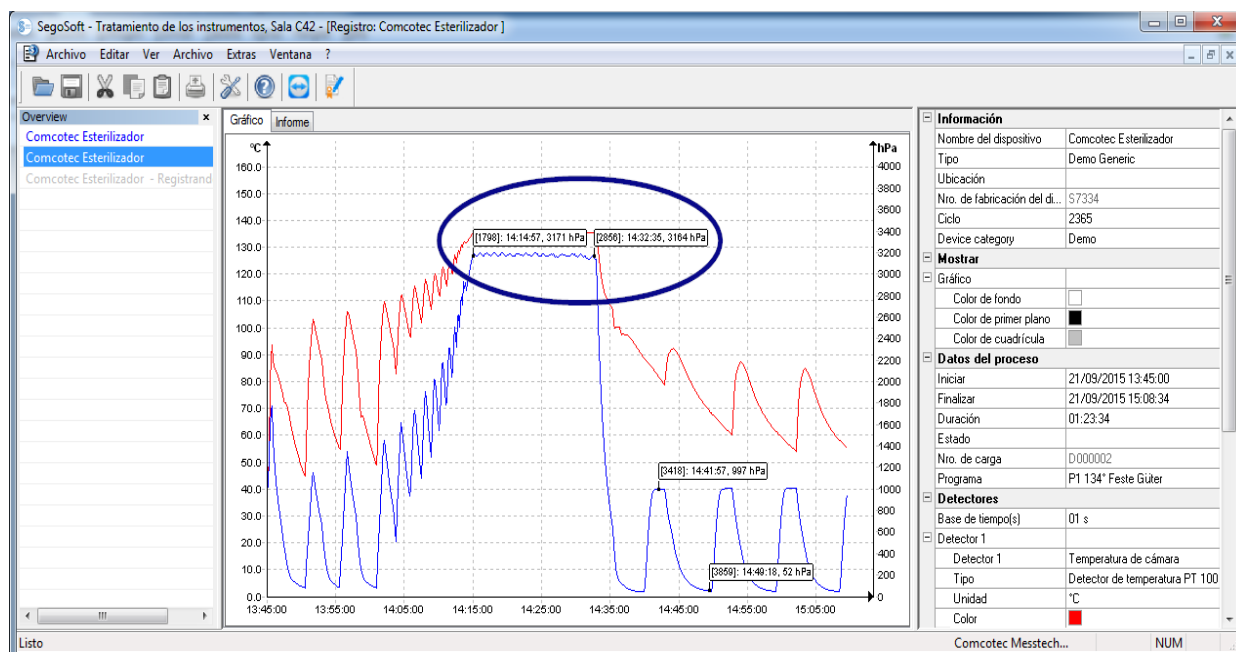 SegoSoft - Tratamiento de los instrumentos, Sala C42 - [Registro: Comcotec Esterilizador ]
Archivo Editar Ver Archivo Extras Ventana ?
Overview x
Comcotec Esterilizador
Comcotec Esterilizador
Comcotec Esterilizador - Registrand
Gráfico Informe
°C hPa
160.0
150.0
140.0
130.0
120.0
110.0
100.0
90.0
80.0
70.0
60.0
50.0
40.0
30.0
20.0
10.0
0.0
4000
3800
3600
3400
3200
3000
2800
2600
2400
2200
2000
1800
1600
1400
1200
1000
800
600
400
200
0
[1798]: 14:14:57, 3171 hPa
[2856]: 14:32:35, 3164 hPa
[3418]: 14:41:57, 997 hPa
[3859]: 14:49:18, 52 hPa
13:45:00 13:55:00 14:05:00 14:15:00 14:25:00 14:35:00 14:45:00 14:55:00 15:05:00
Información
Nombre del dispositivo Comcotec Esterilizador
Tipo Demo Generic
Ubicación
Nro. de fabricación del di... S7334
Ciclo 2365
Device category Demo
Mostrar
Gráfico
Color de fondo
Color de primer plano
Color de cuadrícula
Datos del proceso
Iniciar 21/09/2015 13:45:00
Finalizar 21/09/2015 15:08:34
Duración 01:23:34
Estado
Nro. de carga D000002
Programa P1 134° Feste Güter
Detectores
Base de tiempo(s) 01 s
Detector 1
Detector 1 Temperatura de cámara
Tipo Detector de temperatura PT 100
Unidad °C
Color
Listo Comcotec Messtech... NUM